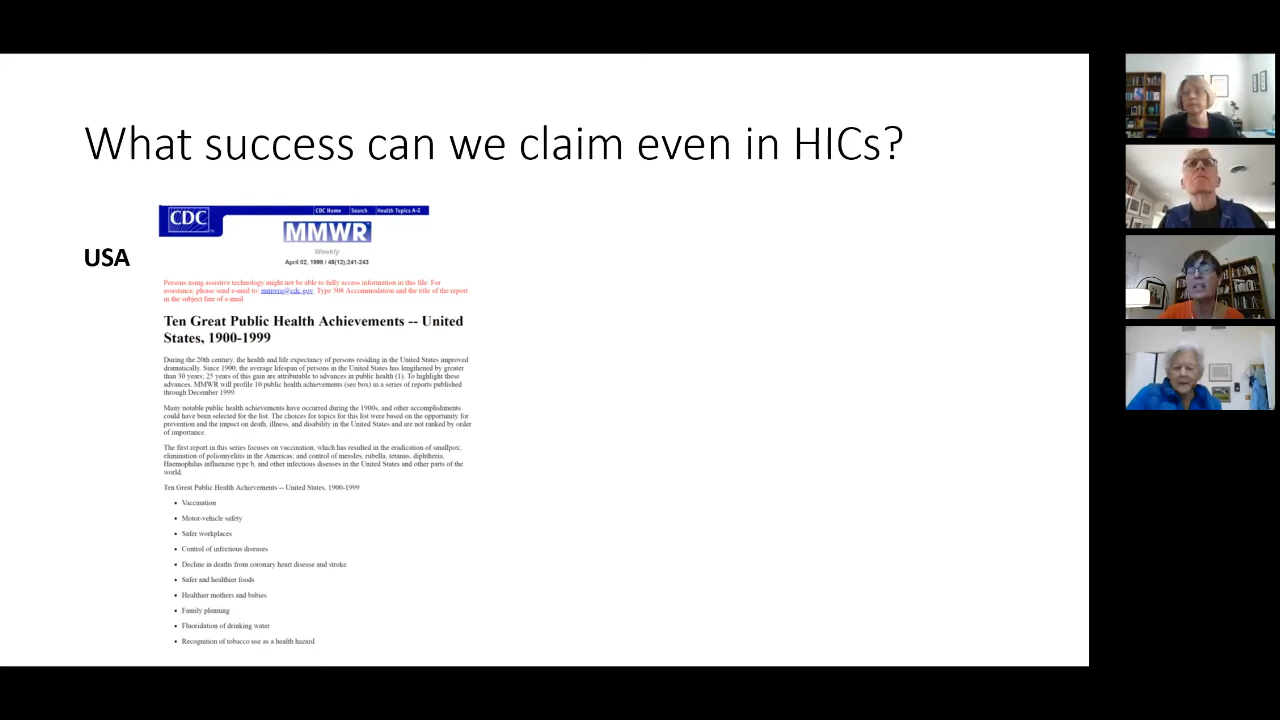 What success can we claim even in HICs?
CDC
CDC Home
Search
Health Topics A-Z
MMWR
Weekly
USA
April 02, 1999 / 48(12);241-243
Persons using assistive technology might not be able to fully access information in this file. For
assistance, please send e-mail to: mmwrq@cdc.gov. Type 508 Accommodation and the title of the report
in the subject line of e-mail.
Ten Great Public Health Achievements -- United
States, 1900-1999
During the 20th century, the health and life expectancy of persons residing in the United States improved
dramatically. Since 1900, the average lifespan of persons in the United States has lengthened by greater
than 30 years; 25 years of this gain are attributable to advances in public health (1). To highlight these
advances, MMWR will profile 10 public health achievements (see box) in a series of reports published
through December 1999.
Many notable public health achievements have occurred during the 1900s, and other accomplishments
could have been selected for the list. The choices for topics for this list were based on the opportunity for
prevention and the impact on death, illness, and disability in the United States and are not ranked by order
of importance.
The first report in this series focuses on vaccination, which has resulted in the eradication of smallpox;
elimination of poliomyelitis in the Americas; and control of measles, rubella, tetanus, diphtheria,
Haemophilus influenzae type b, and other infectious diseases in the United States and other parts of the
world.
Ten Great Public Health Achievements -- United States, 1900-1999
• Vaccination
• Motor-vehicle safety
• Safer workplaces
• Control of infectious diseases
• Decline in deaths from coronary heart disease and stroke
• Safer and healthier foods
• Healthier mothers and babies
• Family planning
• Fluoridation of drinking water
• Recognition of tobacco use as a health hazard